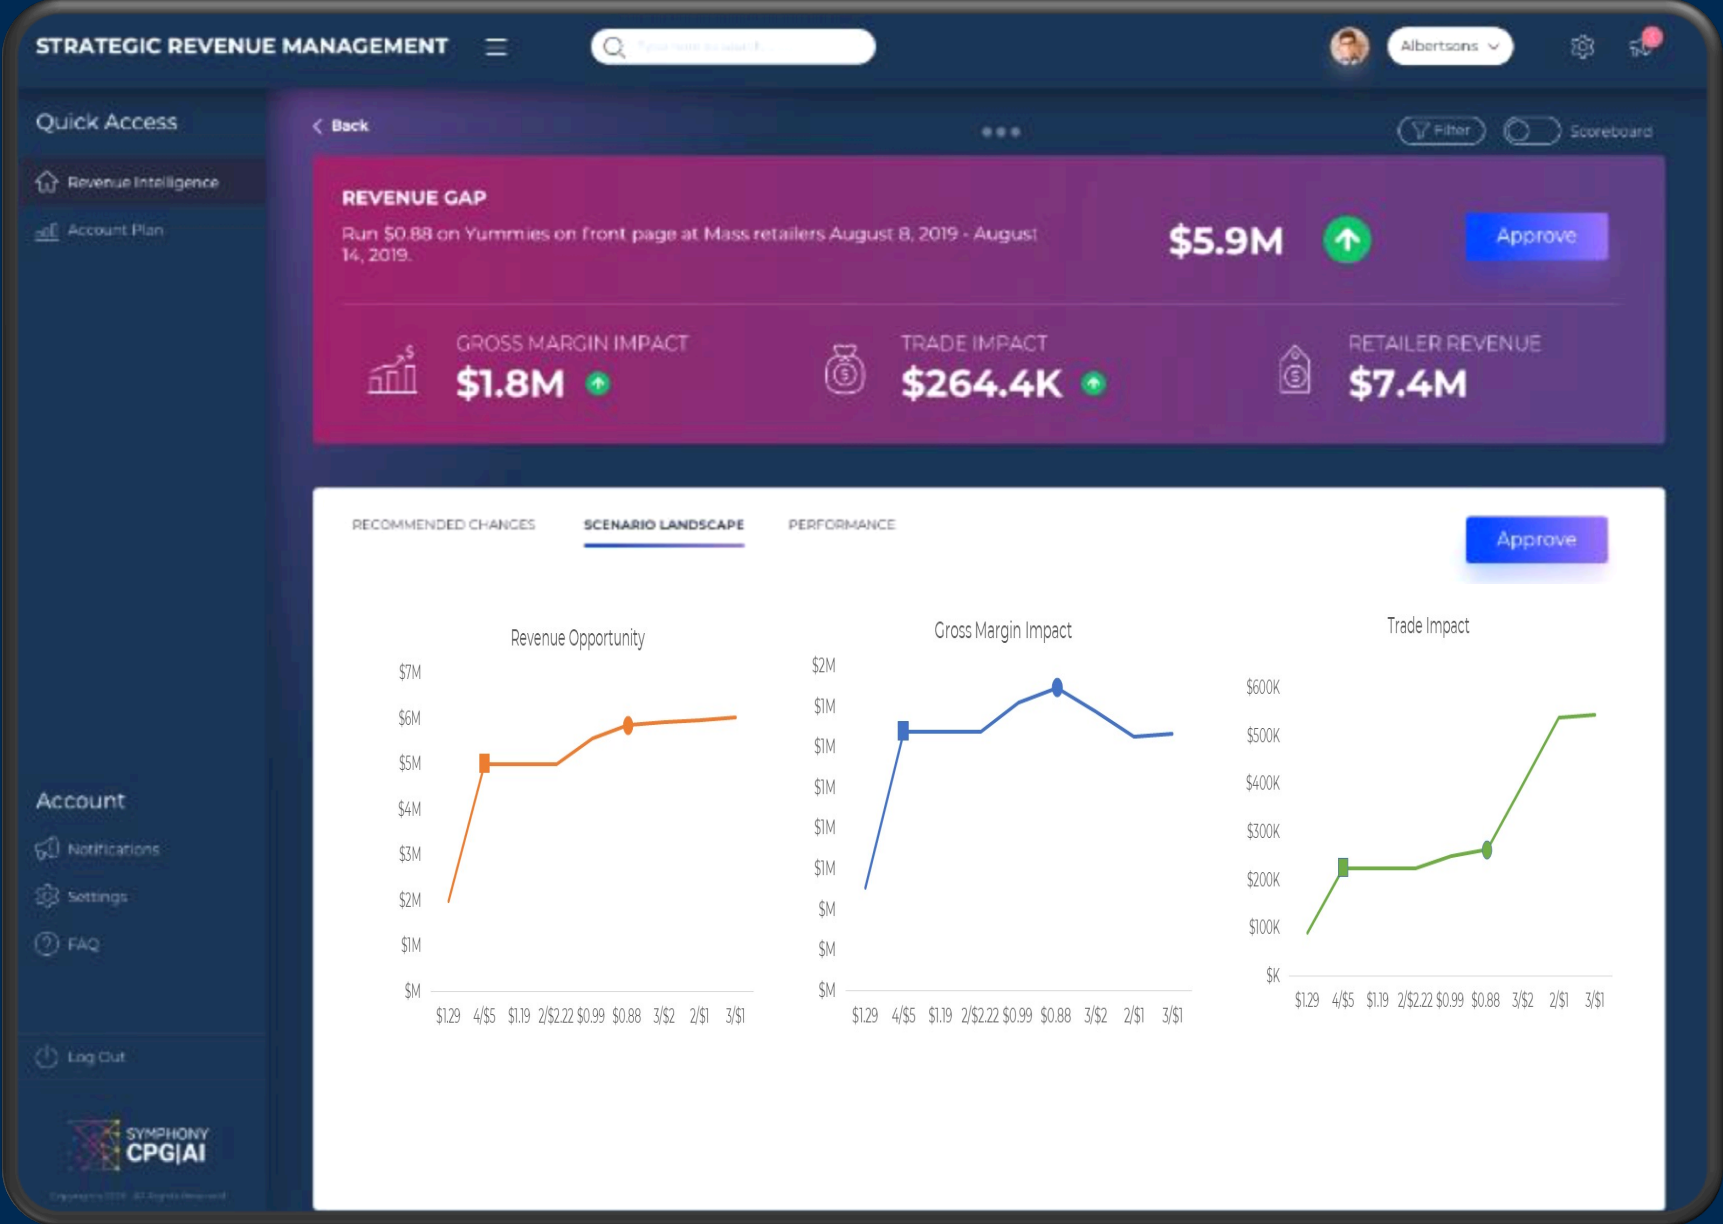 STRATEGIC REVENUE MANAGEMENT
Albertsons
Quick Access
Revenue Intelligence
Account Plan
Back
Filter
Scoreboard
REVENUE GAP
Run $0.88 on Yummies on front page at Mass retailers August 8, 2019 - August
14, 2019.
$5.9M
Approve
GROSS MARGIN IMPACT
$1.8M
TRADE IMPACT
$264.4K
RETAILER REVENUE
$7.4M
RECOMMENDED CHANGES
SCENARIO LANDSCAPE
PERFORMANCE
Approve
Revenue Opportunity
$7M
$6M
$5M
$4M
$3M
$2M
$1M
$M
$1.29 4/$5 $1.19 2/$2.22 $0.99 $0.88 3/$2 2/$1 3/$1
Gross Margin Impact
$2M
$1M
$1M
$1M
$1M
$1M
$M
$M
$M
$1.29 4/$5 $1.19 2/$2.22 $0.99 $0.88 3/$2 2/$1 3/$1
Trade Impact
$600K
$500K
$400K
$300K
$200K
$100K
$K
$1.29 4/$5 $1.19 2/$2.22 $0.99 $0.88 3/$2 2/$1 3/$1
Account
Notifications
Settings
FAQ
Log Out
SYMPHONY
CPG|AI
All Rights Reserved